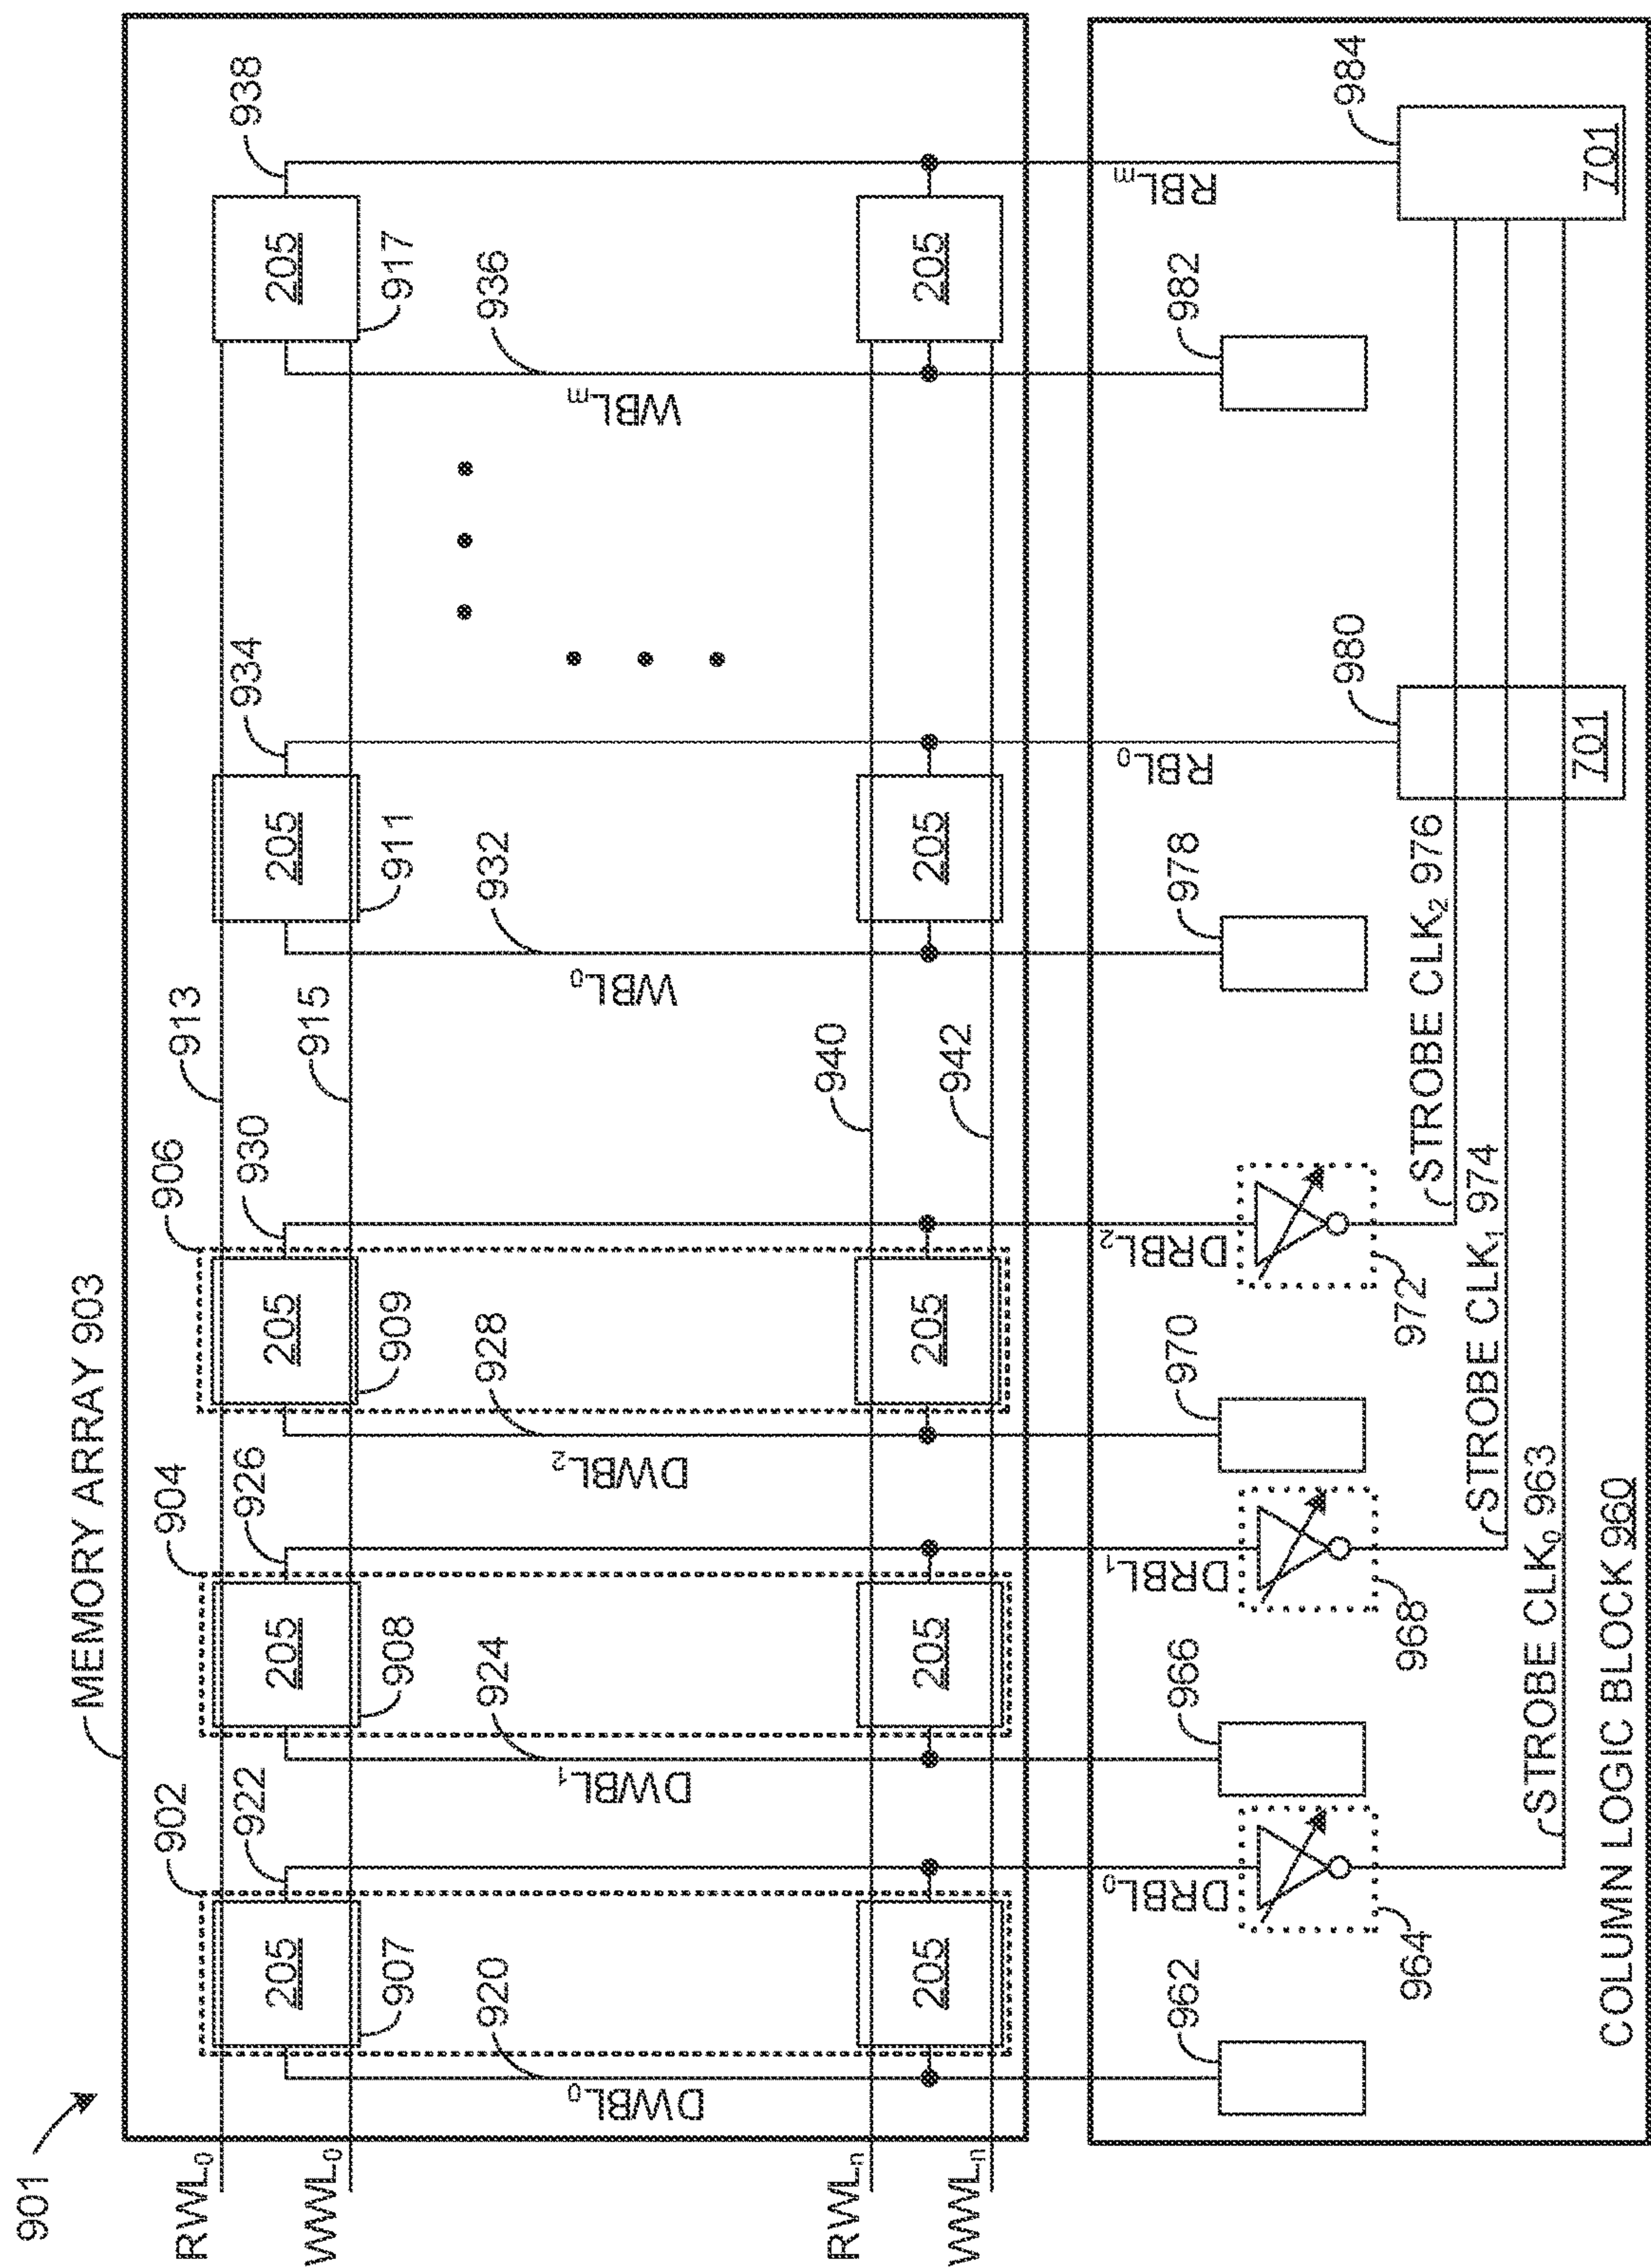 901
MEMORY ARRAY 903
902
904
906
RWL₀
913
922
926
930
934
938
205
205
205
205
205
WWL₀
915
907
908
909
911
917
920
924
928
932
936
DWBL₀
DWBL₁
DWBL₂
WBL₀
WBLₘ
RWLₙ
940
205
205
205
205
205
WWLₙ
942
DRBL₀
DRBL₁
DRBL₂
RBL₀
RBLₘ
962
966
970
978
982
980
984
964
968
972
STROBE CLK₂ 976
STROBE CLK₁ 974
STROBE CLK₀ 963
701
701
COLUMN LOGIC BLOCK 960